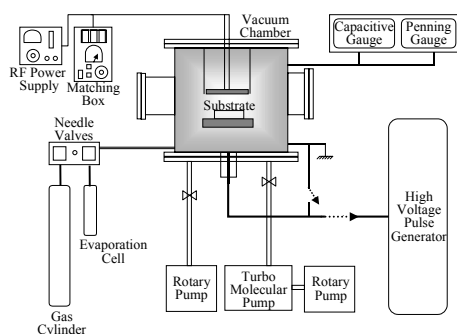 Vacuum
Chamber
Capacitive
Gauge
Penning
Gauge
RF Power
Supply
Matching
Box
Substrate
Needle
Valves
Evaporation
Cell
Gas
Cylinder
Rotary
Pump
Turbo
Molecular
Pump
Rotary
Pump
High
Voltage
Pulse
Generator